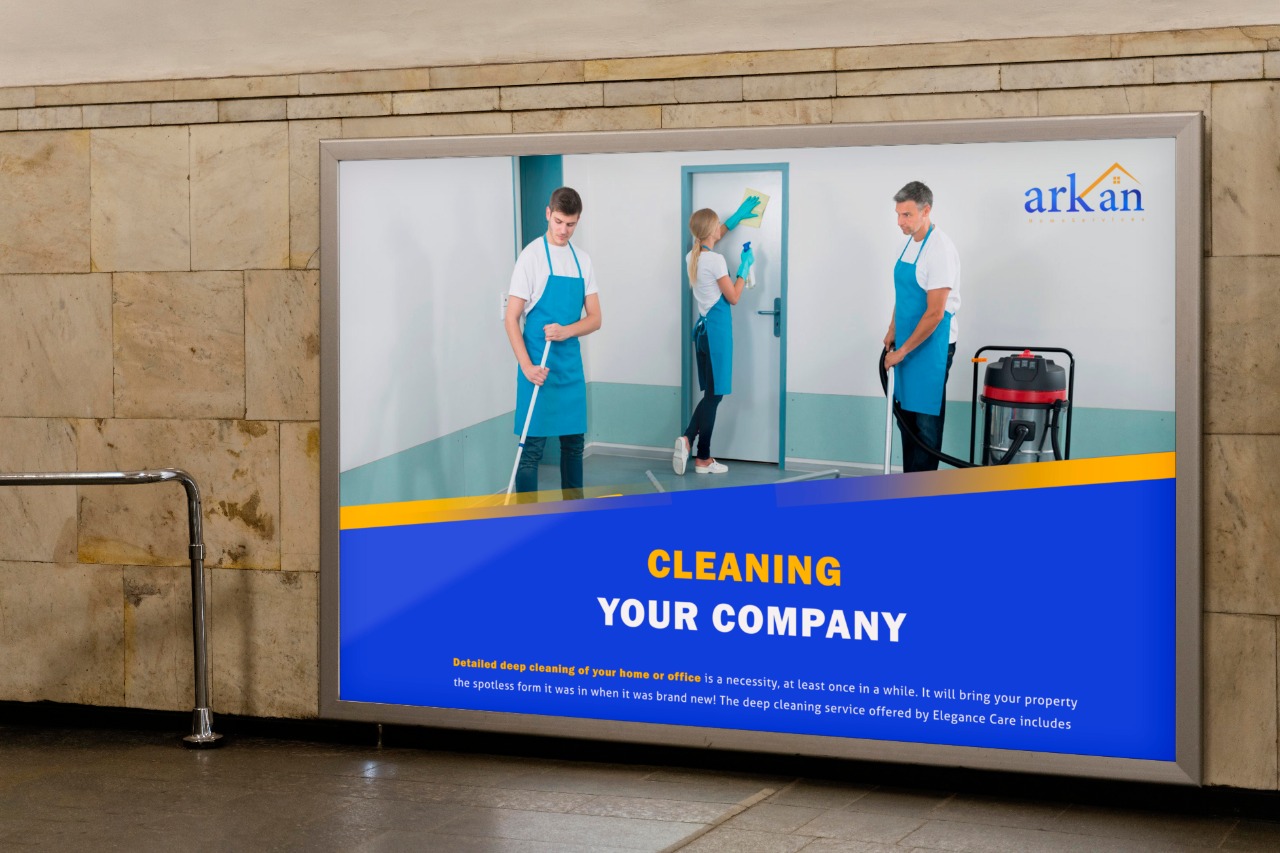 arkan
CLEANING
YOUR COMPANY
Detailed deep cleaning of your home or office is a necessity, at least once in a while. It will bring your property
the spotless form it was in when it was brand new! The deep cleaning service offered by Elegance Care includes